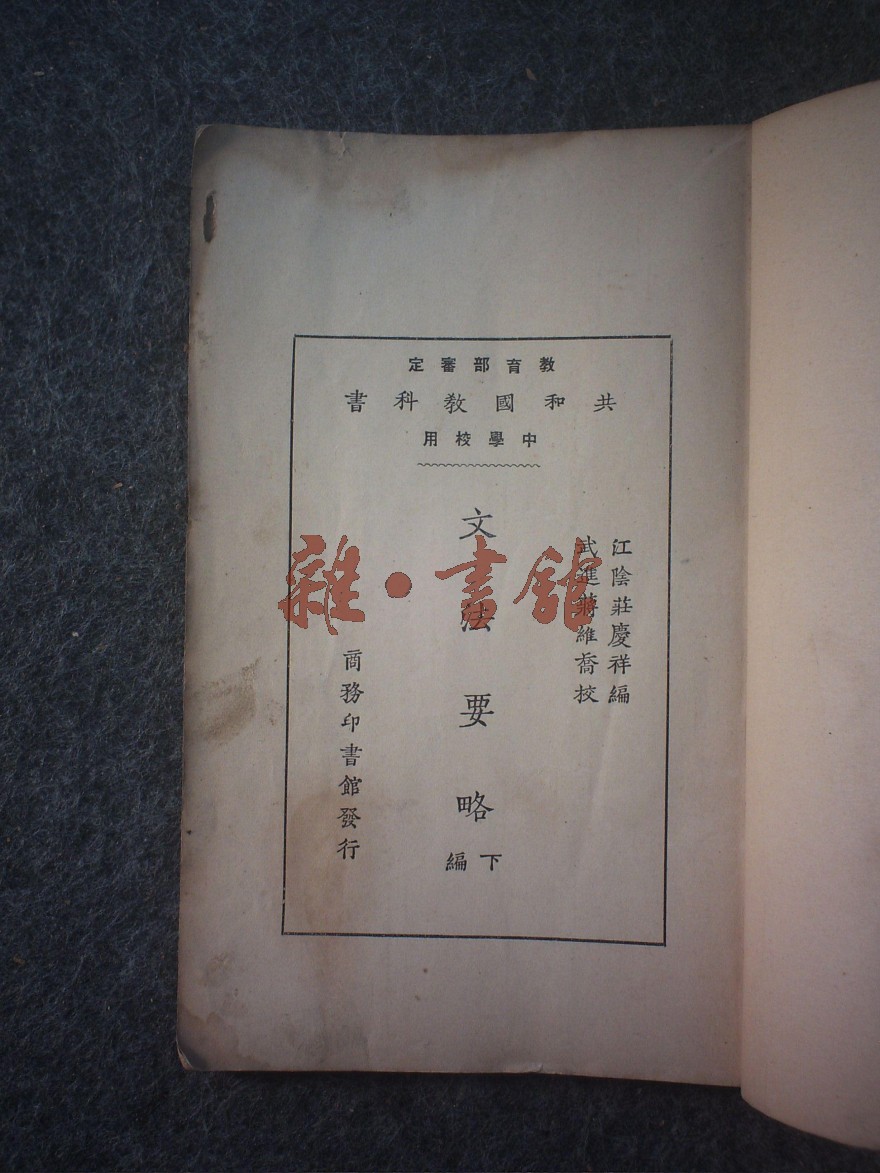 教育部審定
共和國教科書
中學校用
江陰莊慶祥編
武進蔣維喬挍
文法要略
下編
商務印書館發行
雜·書館